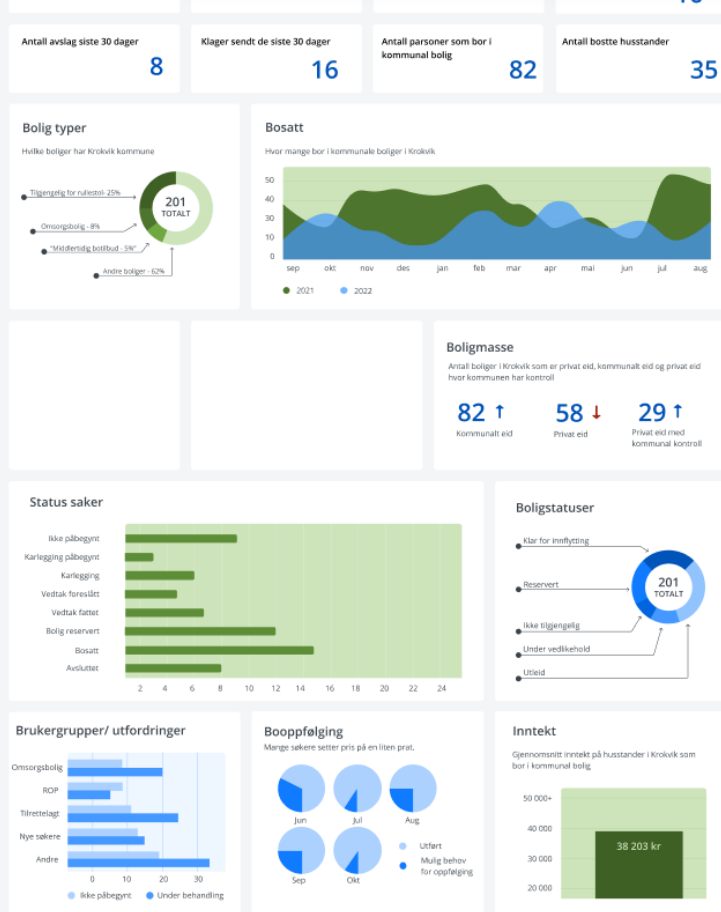 Antall avslag siste 30 dager
8
Klager sendt de siste 30 dager
16
Antall parsoner som bor i
kommunal bolig
82
Antall bostte husstander
35
Bolig typer
Hvilke boliger har Krokvik kommune
Tilgjengelig for rullestol- 25%
Omsorgsbolig - 8%
"Middlertidig botilbud - 5%"
Andre boliger - 62%
201
TOTALT
Bosatt
Hvor mange bor i kommunale boliger i Krokvik
50
40
30
10
0
sep okt nov des jan feb mar apr mai jun jul aug
2021 2022
Boligmasse
Antall boliger i Krokvik som er privat eid, kommunalt eid og privat eid
hvor kommunen har kontroll
82 ↑ 58 ↓ 29 ↑
Kommunalt eid
Privat eid
Privat eid med
kommunal kontroll
Status saker
Ikke påbegynt
Karlegging påbegynt
Karlegging
Vedtak foreslått
Vedtak fattet
Bolig reservert
Bosatt
Avsluttet
2 4 6 8 10 12 14 16 18 20 22 24
Boligstatuser
Klar for innflytting
Reservert
Ikke tilgjengelig
Under vedlikehold
Utleid
201
TOTALT
Brukergrupper/ utfordringer
Omsorgsbolig
ROP
Tilrettelagt
Nye søkere
Andre
0 10 20 30
Ikke påbegynt Under behandling
Booppfølging
Mange søkere setter pris på en liten prat.
Jun Jul Aug
Sep Okt
Utført
Mulig behov
for oppfølging
Inntekt
Gjennomsnitt inntekt på husstander i Krokvik som
bor i kommunal bolig
50 000+
40 000
30 000
20 000
38 203 kr